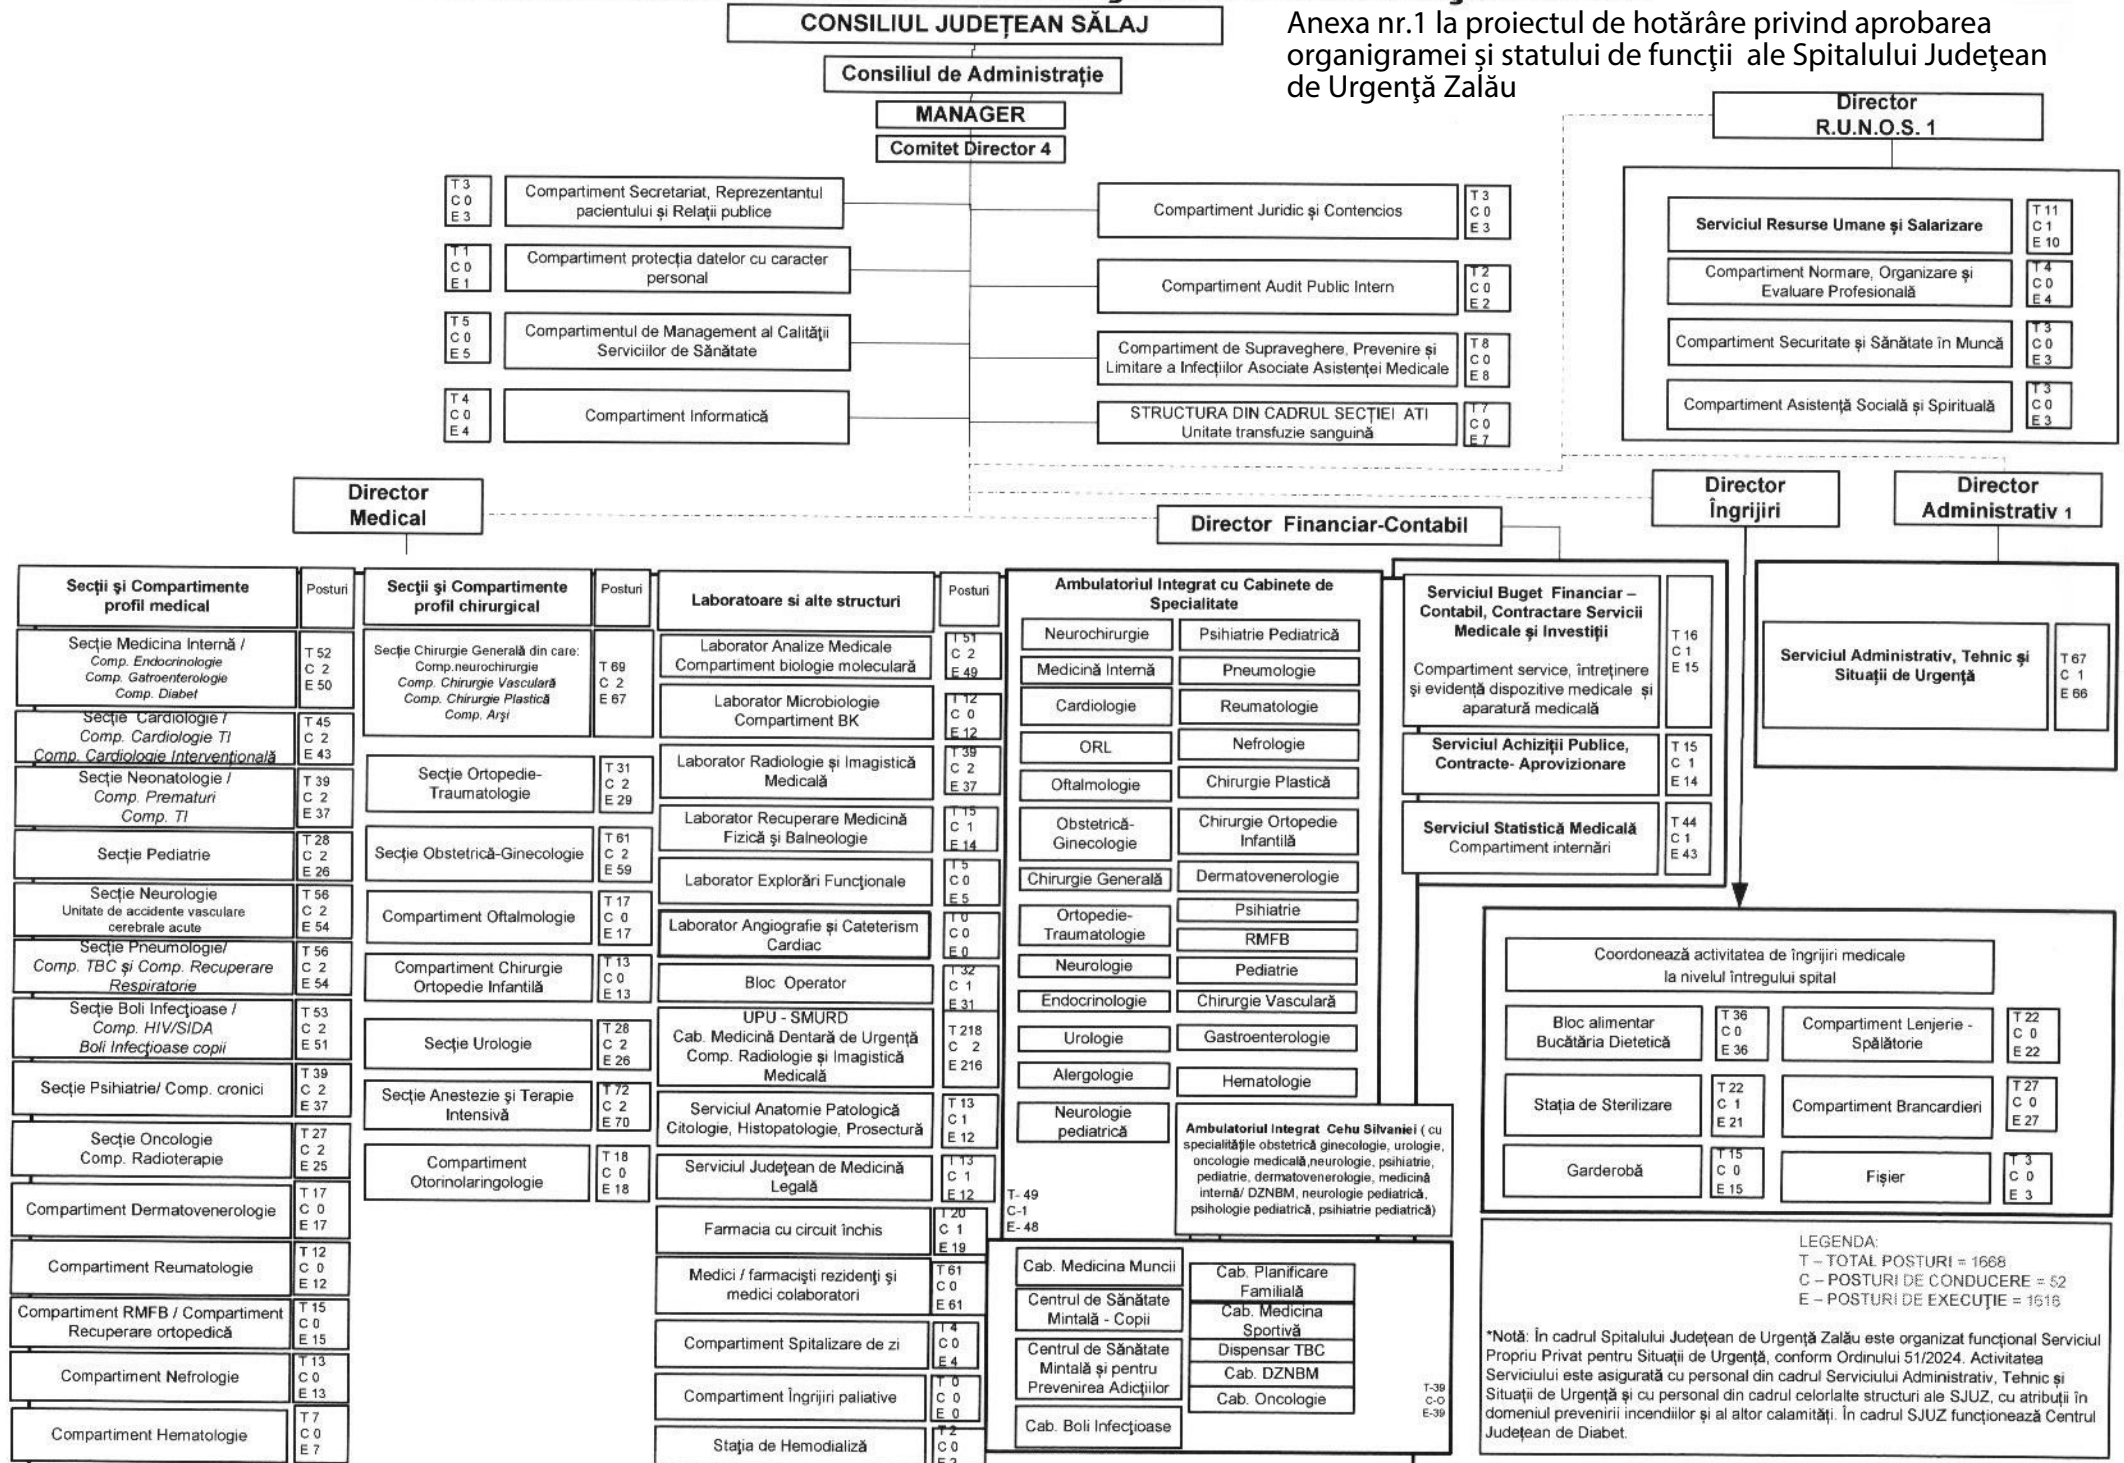 CONSILIUL JUDEȚEAN SĂLAJ
Anexa nr.1 la proiectul de hotărâre privind aprobarea
organigramei și statului de funcții ale Spitalului Județean
de Urgență Zalău
Consiliul de Administrație
MANAGER
Comitet Director 4
Director
R.U.N.O.S. 1
T 3
C 0
E 3
Compartiment Secretariat, Reprezentantul
pacientului și Relații publice
Compartiment Juridic și Contencios
T 3
C 0
E 3
Serviciul Resurse Umane și Salarizare
T 11
C 1
E 10
T 1
C 0
E 1
Compartiment protecția datelor cu caracter
personal
Compartiment Audit Public Intern
T 2
C 0
E 2
Compartiment Normare, Organizare și
Evaluare Profesională
T 4
C 0
E 4
T 5
C 0
E 5
Compartimentul de Management al Calității
Serviciilor de Sănătate
Compartiment de Supraveghere, Prevenire și
Limitare a Infecțiilor Asociate Asistenței Medicale
T 8
C 0
E 8
Compartiment Securitate și Sănătate în Muncă
T 3
C 0
E 3
T 4
C 0
E 4
Compartiment Informatică
STRUCTURA DIN CADRUL SECȚIEI ATI
Unitate transfuzie sanguină
T 7
C 0
E 7
Compartiment Asistență Socială și Spirituală
T 3
C 0
E 3
Director
Medical
Director Financiar-Contabil
Director
Îngrijiri
Director
Administrativ 1
Secții și Compartimente
profil medical
Posturi
Secție Medicina Internă /
Comp. Endocrinologie
Comp. Gatroenterologie
Comp. Diabet
T 52
C 2
E 50
Secție Cardiologie /
Comp. Cardiologie TI
Comp. Cardiologie Intervențională
T 45
C 2
E 43
Secție Neonatologie /
Comp. Prematuri
Comp. TI
T 39
C 2
E 37
Secție Pediatrie
T 28
C 2
E 26
Secție Neurologie
Unitate de accidente vasculare
cerebrale acute
T 56
C 2
E 54
Secție Pneumologie/
Comp. TBC și Comp. Recuperare
Respiratorie
T 56
C 2
E 54
Secție Boli Infecțioase /
Comp. HIV/SIDA
Boli Infecțioase copii
T 53
C 2
E 51
Secție Psihiatrie/ Comp. cronici
T 39
C 2
E 37
Secție Oncologie
Comp. Radioterapie
T 27
C 2
E 25
Compartiment Dermatovenerologie
T 17
C 0
E 17
Compartiment Reumatologie
T 12
C 0
E 12
Compartiment RMFB / Compartiment
Recuperare ortopedică
T 15
C 0
E 15
Compartiment Nefrologie
T 13
C 0
E 13
Compartiment Hematologie
T 7
C 0
E 7
Secții și Compartimente
profil chirurgical
Posturi
Secție Chirurgie Generală din care:
Comp.neurochirurgie
Comp. Chirurgie Vasculară
Comp. Chirurgie Plastică
Comp. Arși
T 69
C 2
E 67
Secție Ortopedie-
Traumatologie
T 31
C 2
E 29
Secție Obstetrică-Ginecologie
T 61
C 2
E 59
Compartiment Oftalmologie
T 17
C 0
E 17
Compartiment Chirurgie
Ortopedie Infantilă
T 13
C 0
E 13
Secție Urologie
T 28
C 2
E 26
Secție Anestezie și Terapie
Intensivă
T 72
C 2
E 70
Compartiment
Otorinolaringologie
T 18
C 0
E 18
Laboratoare si alte structuri
Posturi
Laborator Analize Medicale
Compartiment biologie moleculară
T 51
C 2
E 49
Laborator Microbiologie
Compartiment BK
T 12
C 0
E 12
Laborator Radiologie și Imagistică
Medicală
T 39
C 2
E 37
Laborator Recuperare Medicină
Fizică și Balneologie
T 15
C 1
E 14
Laborator Explorări Funcționale
T 5
C 0
E 5
Laborator Angiografie și Cateterism
Cardiac
T 0
C 0
E 0
Bloc Operator
T 32
C 1
E 31
UPU - SMURD
Cab. Medicină Dentară de Urgență
Comp. Radiologie și Imagistică
Medicală
T 218
C 2
E 216
Serviciul Anatomie Patologică
Citologie, Histopatologie, Prosectură
T 13
C 1
E 12
Serviciul Județean de Medicină
Legală
T 13
C 1
E 12
Farmacia cu circuit închis
T 20
C 1
E 19
Medici / farmaciști rezidenți și
medici colaboratori
T 61
C 0
E 61
Compartiment Spitalizare de zi
T 4
C 0
E 4
Compartiment Îngrijiri paliative
T 0
C 0
E 0
Stația de Hemodializă
T 2
C 0
E 2
Ambulatoriul Integrat cu Cabinete de
Specialitate
Neurochirurgie
Psihiatrie Pediatrică
Medicină Internă
Pneumologie
Cardiologie
Reumatologie
ORL
Nefrologie
Oftalmologie
Chirurgie Plastică
Obstetrică-
Ginecologie
Chirurgie Ortopedie
Infantilă
Chirurgie Generală
Dermatovenerologie
Ortopedie-
Traumatologie
Psihiatrie
RMFB
Neurologie
Pediatrie
Endocrinologie
Chirurgie Vasculară
Urologie
Gastroenterologie
Alergologie
Hematologie
Neurologie
pediatrică
Ambulatoriul Integrat Cehu Silvaniei ( cu
specialitățile obstetrică ginecologie, urologie,
oncologie medicală,neurologie, psihiatrie,
pediatrie, dermatovenerologie, medicină
internă/ DZNBM, neurologie pediatrică,
psihologie pediatrică, psihiatrie pediatrică)
T- 49
C-1
E- 48
Cab. Medicina Muncii
Cab. Planificare
Familială
Centrul de Sănătate
Mintală - Copii
Cab. Medicina
Sportivă
Centrul de Sănătate
Mintală și pentru
Prevenirea Adicțiilor
Dispensar TBC
Cab. DZNBM
Cab. Oncologie
Cab. Boli Infecțioase
T-39
C-O
E-39
Serviciul Buget Financiar –
Contabil, Contractare Servicii
Medicale și Investiții
Compartiment service, întreținere
și evidență dispozitive medicale și
aparatură medicală
T 16
C 1
E 15
Serviciul Achiziții Publice,
Contracte- Aprovizionare
T 15
C 1
E 14
Serviciul Statistică Medicală
Compartiment internări
T 44
C 1
E 43
Serviciul Administrativ, Tehnic și
Situații de Urgență
T 67
C 1
E 66
Coordonează activitatea de îngrijiri medicale
la nivelul întregului spital
Bloc alimentar
Bucătăria Dietetică
T 36
C 0
E 36
Compartiment Lenjerie -
Spălătorie
T 22
C 0
E 22
Stația de Sterilizare
T 22
C 1
E 21
Compartiment Brancardieri
T 27
C 0
E 27
Garderobă
T 15
C 0
E 15
Fișier
T 3
C 0
E 3
LEGENDA:
T – TOTAL POSTURI = 1668
C – POSTURI DE CONDUCERE = 52
E – POSTURI DE EXECUȚIE = 1616
*Notă: În cadrul Spitalului Județean de Urgență Zalău este organizat funcțional Serviciul
Propriu Privat pentru Situații de Urgență, conform Ordinului 51/2024. Activitatea
Serviciului este asigurată cu personal din cadrul Serviciului Administrativ, Tehnic și
Situații de Urgență și cu personal din cadrul celorlalte structuri ale SJUZ, cu atribuții în
domeniul prevenirii incendiilor și al altor calamități. În cadrul SJUZ funcționează Centrul
Județean de Diabet.